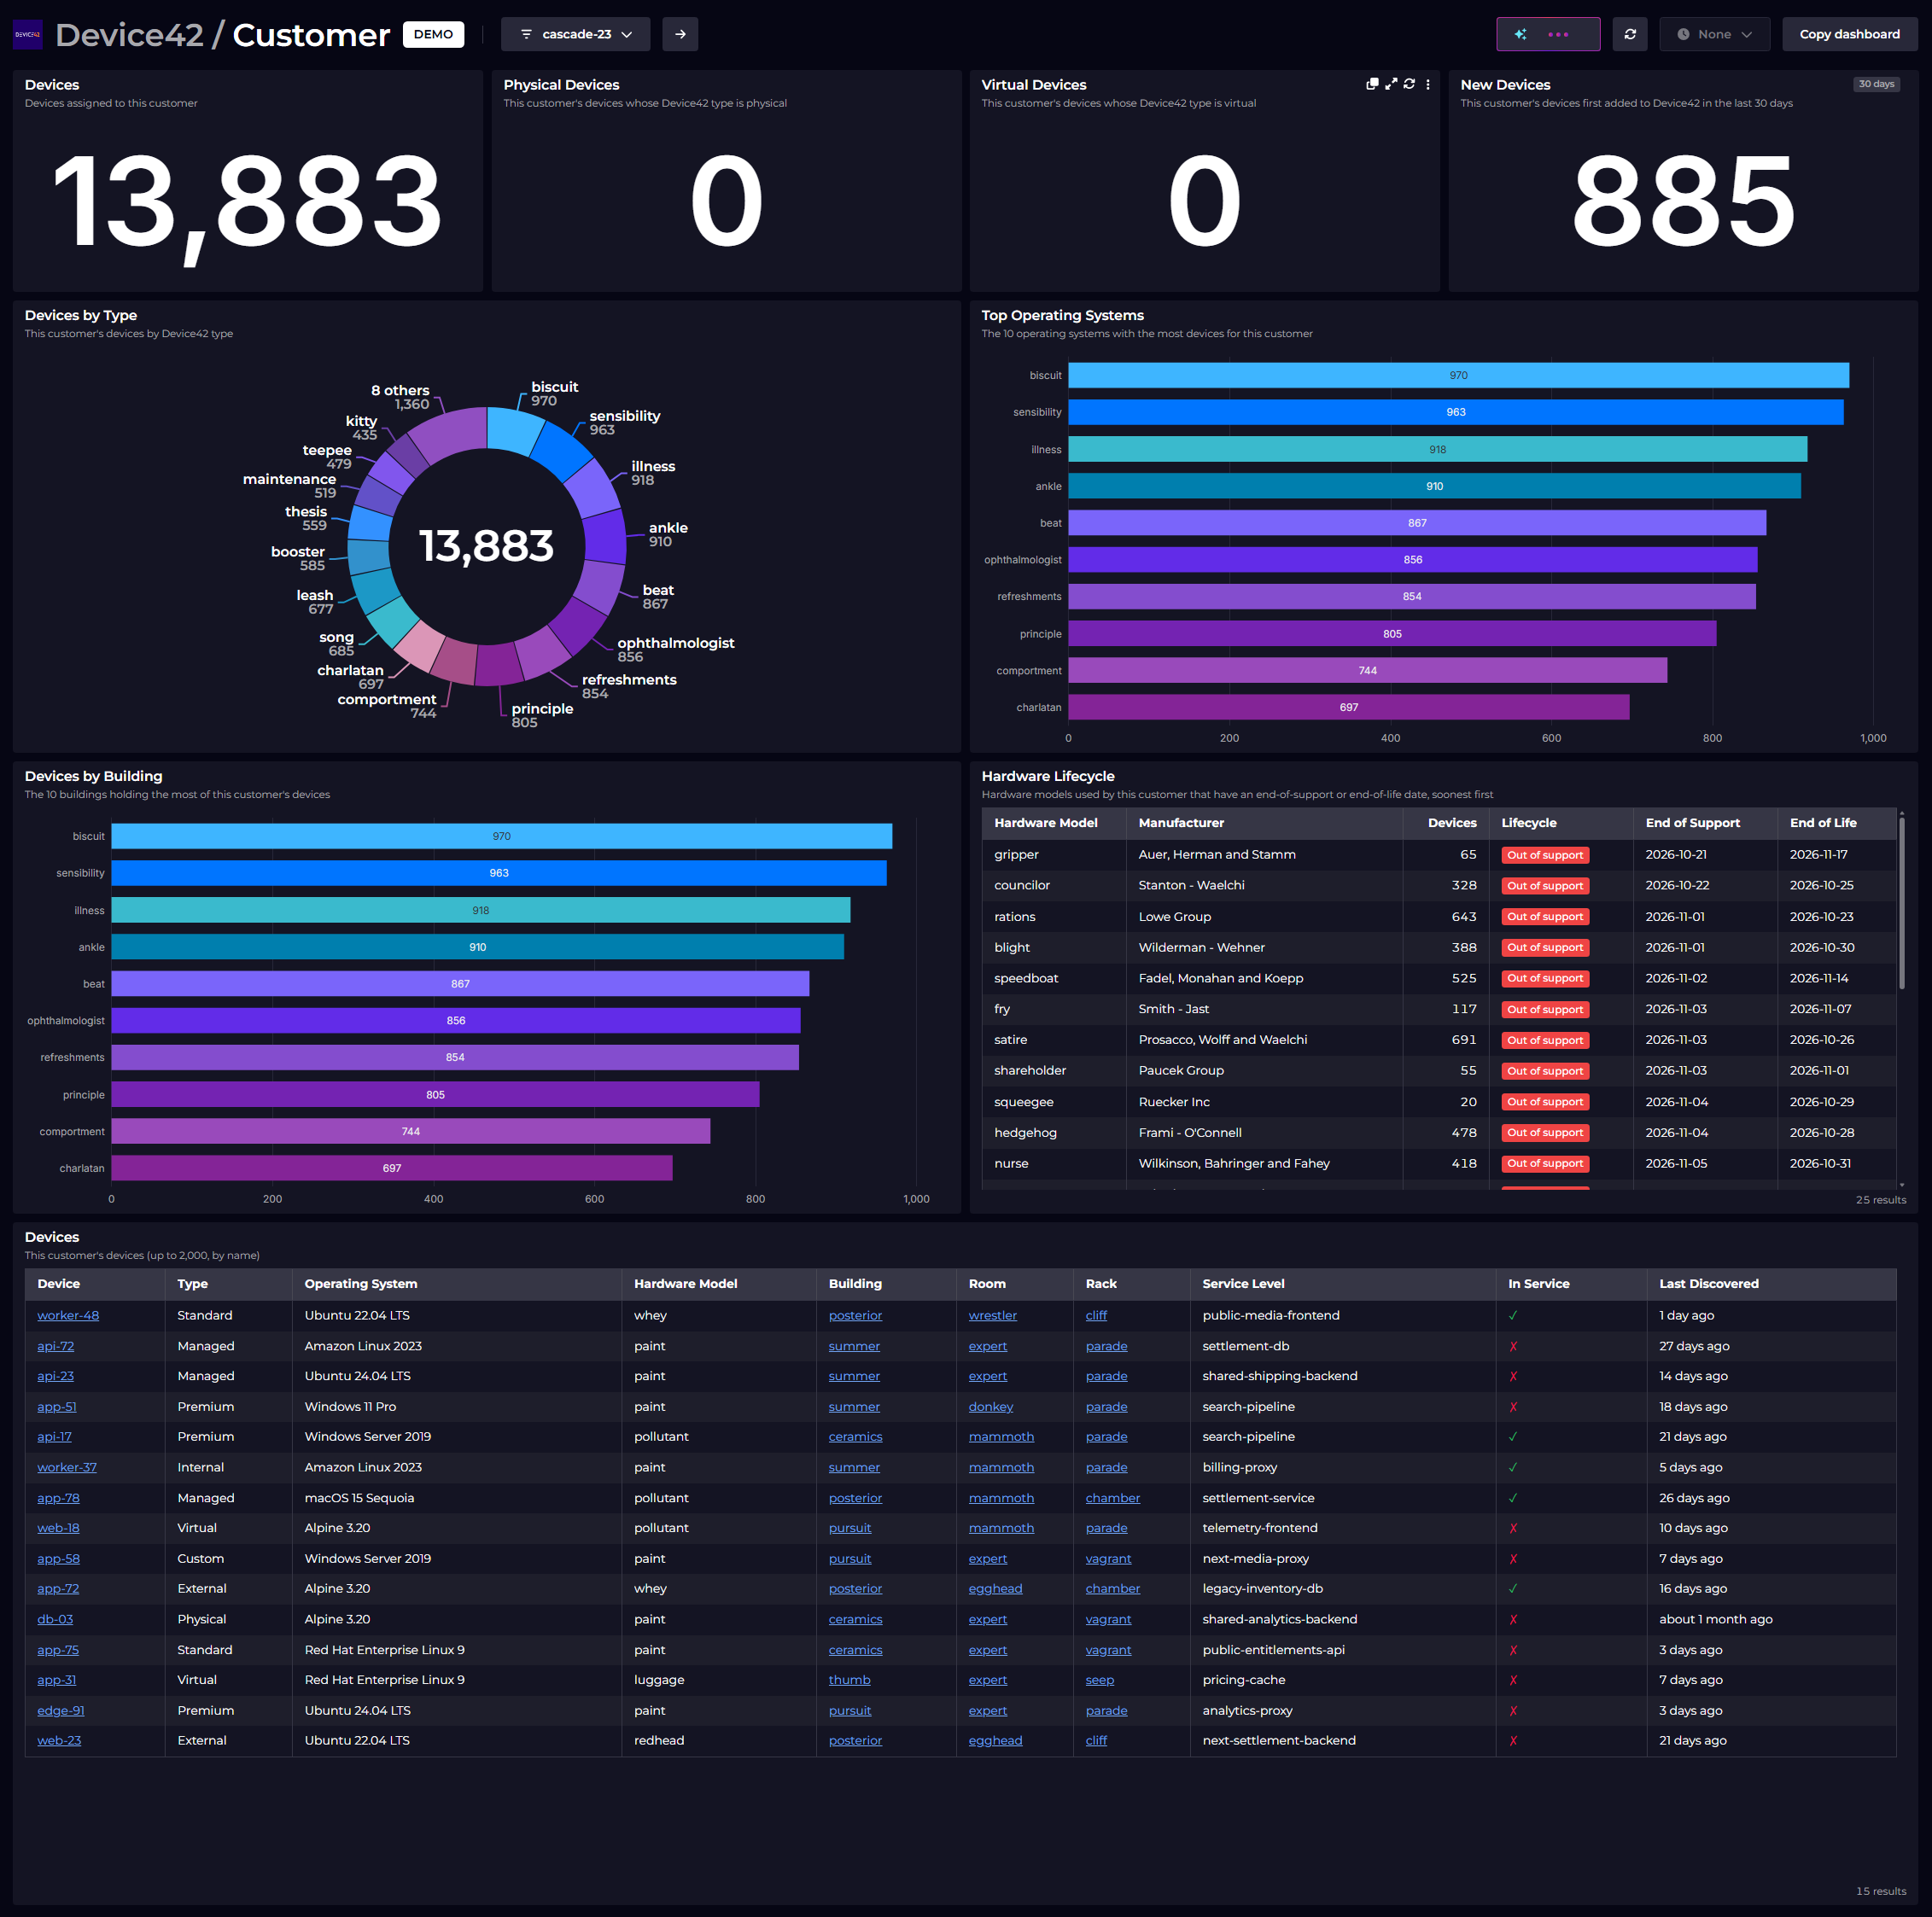 DEVICE42
Device42 / Customer DEMO cascade-23 None Copy dashboard
Devices
Devices assigned to this customer
13,883
Physical Devices
This customer's devices whose Device42 type is physical
0
Virtual Devices
This customer's devices whose Device42 type is virtual
0
New Devices 30 days
This customer's devices first added to Device42 in the last 30 days
885
Devices by Type
This customer's devices by Device42 type
biscuit
970
sensibility
963
illness
918
ankle
910
beat
867
ophthalmologist
856
refreshments
854
principle
805
comportment
744
charlatan
697
song
685
leash
677
booster
585
thesis
559
maintenance
519
teepee
479
kitty
435
8 others
1,360
13,883
Top Operating Systems
The 10 operating systems with the most devices for this customer
biscuit 970
sensibility 963
illness 918
ankle 910
beat 867
ophthalmologist 856
refreshments 854
principle 805
comportment 744
charlatan 697
0 200 400 600 800 1,000
Devices by Building
The 10 buildings holding the most of this customer's devices
biscuit 970
sensibility 963
illness 918
ankle 910
beat 867
ophthalmologist 856
refreshments 854
principle 805
comportment 744
charlatan 697
0 200 400 600 800 1,000
Hardware Lifecycle
Hardware models used by this customer that have an end-of-support or end-of-life date, soonest first
Hardware Model Manufacturer Devices Lifecycle End of Support End of Life
gripper Auer, Herman and Stamm 65 Out of support 2026-10-21 2026-11-17
councilor Stanton - Waelchi 328 Out of support 2026-10-22 2026-10-25
rations Lowe Group 643 Out of support 2026-11-01 2026-10-23
blight Wilderman - Wehner 388 Out of support 2026-11-01 2026-10-30
speedboat Fadel, Monahan and Koepp 525 Out of support 2026-11-02 2026-11-14
fry Smith - Jast 117 Out of support 2026-11-03 2026-11-07
satire Prosacco, Wolff and Waelchi 691 Out of support 2026-11-03 2026-10-26
shareholder Paucek Group 55 Out of support 2026-11-03 2026-11-01
squeegee Ruecker Inc 20 Out of support 2026-11-04 2026-10-29
hedgehog Frami - O'Connell 478 Out of support 2026-11-04 2026-10-28
nurse Wilkinson, Bahringer and Fahey 418 Out of support 2026-11-05 2026-10-31
25 results
Devices
This customer's devices (up to 2,000, by name)
Device Type Operating System Hardware Model Building Room Rack Service Level In Service Last Discovered
worker-48 Standard Ubuntu 22.04 LTS whey posterior wrestler cliff public-media-frontend ✓ 1 day ago
api-72 Managed Amazon Linux 2023 paint summer expert parade settlement-db ✗ 27 days ago
api-23 Managed Ubuntu 24.04 LTS paint summer expert parade shared-shipping-backend ✗ 14 days ago
app-51 Premium Windows 11 Pro paint summer donkey parade search-pipeline ✗ 18 days ago
api-17 Premium Windows Server 2019 pollutant ceramics mammoth parade search-pipeline ✓ 21 days ago
worker-37 Internal Amazon Linux 2023 paint summer mammoth parade billing-proxy ✓ 5 days ago
app-78 Managed macOS 15 Sequoia pollutant posterior mammoth chamber settlement-service ✓ 26 days ago
web-18 Virtual Alpine 3.20 pollutant pursuit mammoth parade telemetry-frontend ✗ 10 days ago
app-58 Custom Windows Server 2019 paint pursuit expert vagrant next-media-proxy ✗ 7 days ago
app-72 External Alpine 3.20 whey posterior egghead chamber legacy-inventory-db ✓ 16 days ago
db-03 Physical Alpine 3.20 paint ceramics expert vagrant shared-analytics-backend ✗ about 1 month ago
app-75 Standard Red Hat Enterprise Linux 9 paint ceramics expert vagrant public-entitlements-api ✗ 3 days ago
app-31 Virtual Red Hat Enterprise Linux 9 luggage thumb expert seep pricing-cache ✗ 7 days ago
edge-91 Premium Ubuntu 24.04 LTS paint pursuit expert parade analytics-proxy ✗ 3 days ago
web-23 External Ubuntu 22.04 LTS redhead posterior egghead cliff next-settlement-backend ✗ 21 days ago
15 results